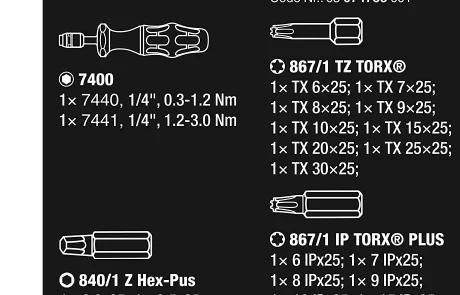 7400
1× 7440, 1/4", 0.3-1.2 Nm
1× 7441, 1/4", 1.2-3.0 Nm
840/1 Z Hex-Pus
867/1 TZ TORX®
1× TX 6×25; 1× TX 7×25;
1× TX 8×25; 1× TX 9×25;
1× TX 10×25; 1× TX 15×25;
1× TX 20×25; 1× TX 25×25;
1× TX 30×25;
867/1 IP TORX® PLUS
1× 6 IPx25; 1× 7 IPx25;
1× 8 IPx25; 1× 9 IPx25;